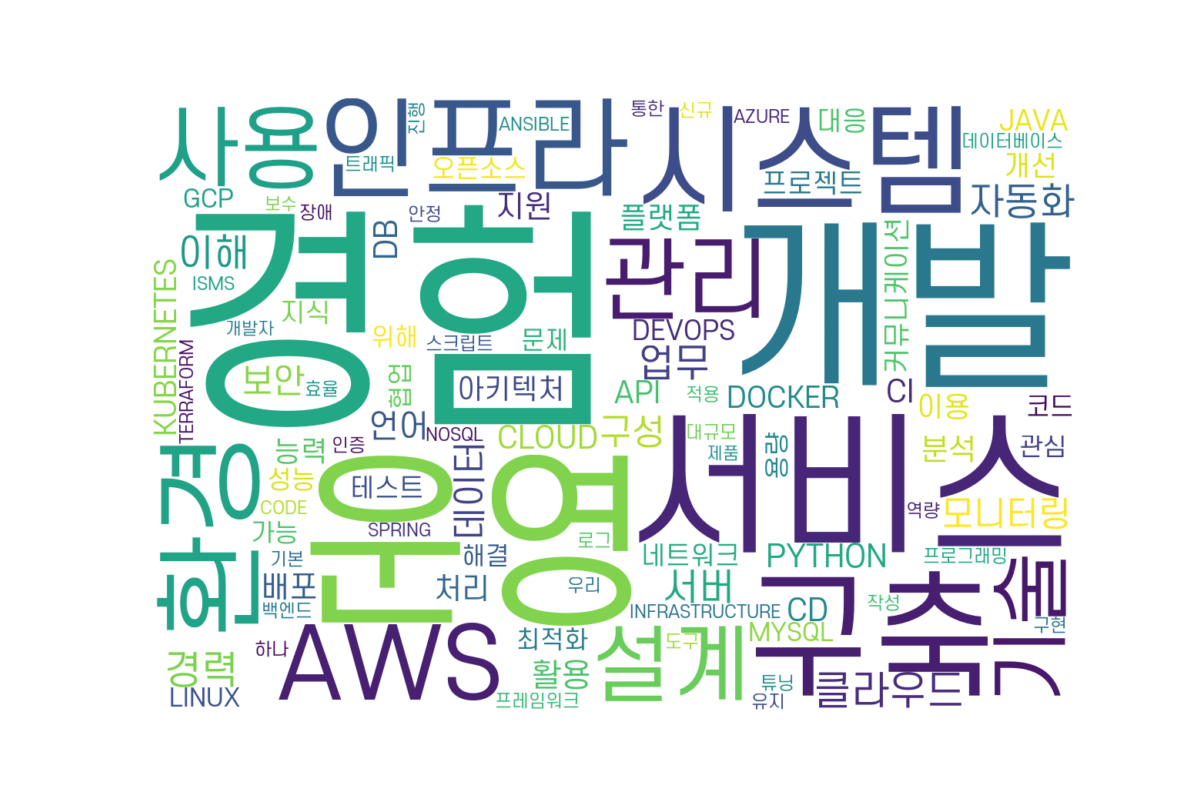 사용
인프라
시스템
진행
ANSIBLE
통한
신규
AZURE
대응
JAVA
데이터베이스
트래픽
오픈소스
프로젝트
개선
GCP
보수
장애
안정
지원
플랫폼
자동화
경험
DB
관리
개발
커뮤니케이션
이해
ISMS
KUBERNETES
지식
개발자
위해
스크립트
문제
DEVOPS
업무
TERRAFORM
보안
효율
협업
아키텍처
API
적용
DOCKER
CI
이용
코드
환경
능력
인증
언어
NOSQL
CLOUD
구성
대규모
제품
용량
서비스
분석
관심
성능
CODE
운영
테스트
데이터
역량
모니터링
가능
SPRING
로그
기본
해결
네트워크
PYTHON
프로그래밍
기술
배포
백엔드
처리
우리
서버
INFRASTRUCTURE
CD
구축
작성
구현
하나
AWS
최적화
설계
도구
MYSQL
경력
활용
튜닝
클라우드
LINUX
프레임워크
유지